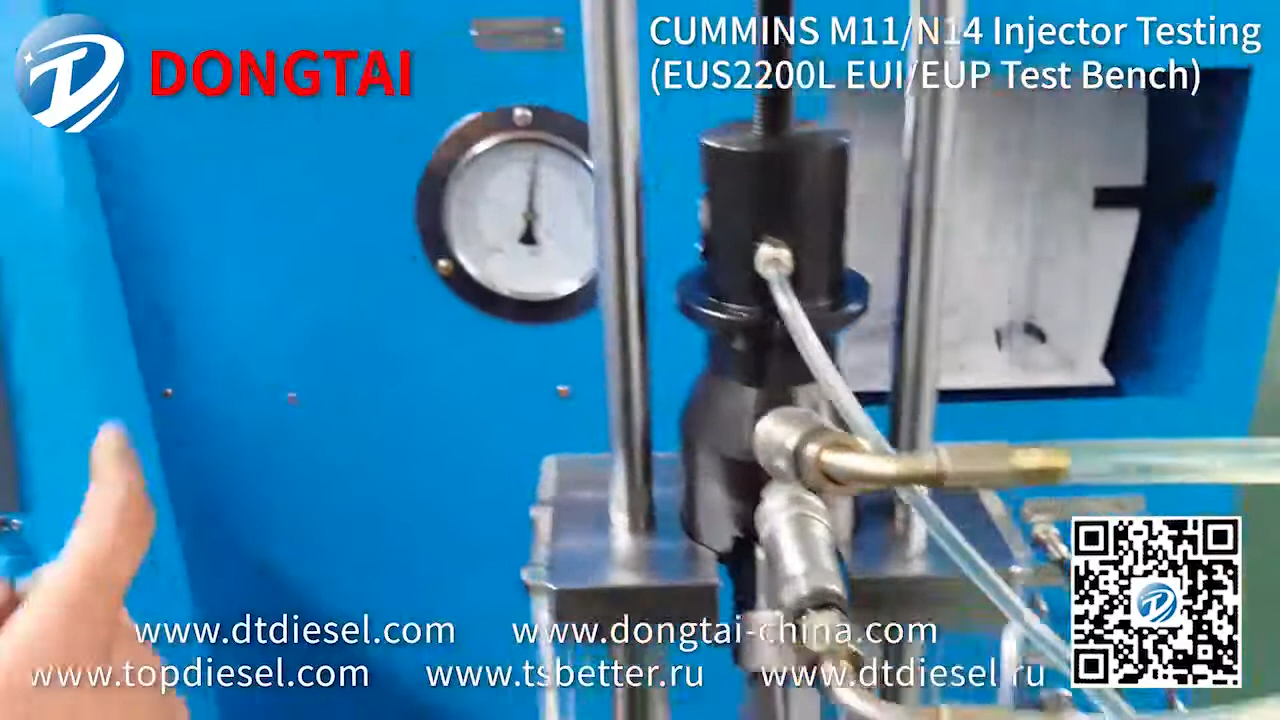 DONGTAI
CUMMINS M11/N14 Injector Testing
(EUS2200L EUI/EUP Test Bench)
www.dtdiesel.com www.dongtai-china.com
www.topdiesel.com www.tsbetter.ru www.dtdiesel.ru